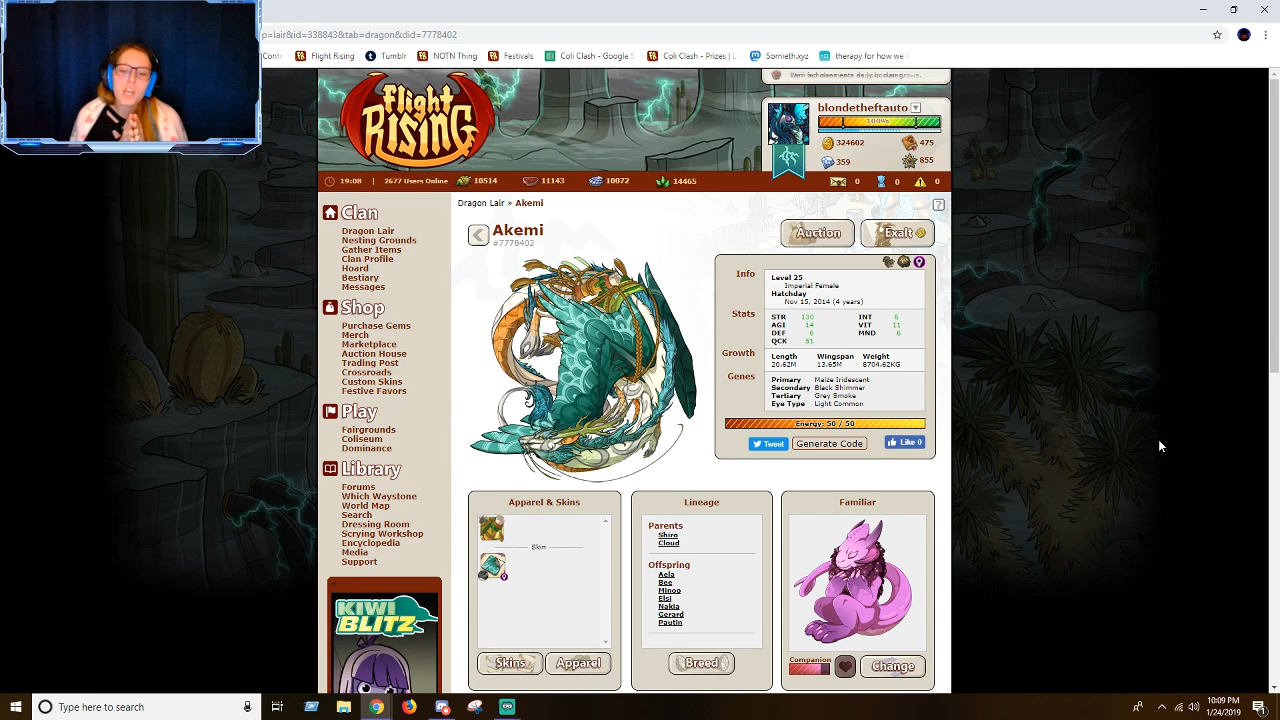 p=lair&id=338843&tab=dragon&did=7778402
Contr Flight Rising Tumblr NOTN Thing Festivals Coli Clash - Google S Coli Clash - Prizes | L Sornieth.xyz therapy for we
Flight
RISING
blondetheftauto
100%
324602 475
359 855
19:08 | 2677 Users Online 10514 11143 10072 14465 0 0 0
Clan
Dragon Lair
Nesting Grounds
Gather Items
Clan Profile
Hoard
Bestiary
Messages
Shop
Purchase Gems
Merch
Marketplace
Auction House
Trading Post
Crossroads
Custom Skins
Festive Favors
Play
Fairgrounds
Coliseum
Dominance
Library
Forums
Which Waystone
World Map
Search
Dressing Room
Scrying Workshop
Encyclopedia
Media
Support
KIWI
BLITZ
Dragon Lair » Akemi ?
Akemi
#7778402
Auction Exalt
Info
Level 25
Imperial Female
Hatchday
Nov 15, 2014 (4 years)
Stats
STR 130 INT 6
AGI 14 VIT 11
DEF 6 MND 6
QCK 51
Growth
Length Wingspan Weight
20.62M 13.65M 8704.62KG
Genes
Primary Maize Iridescent
Secondary Black Shimmer
Tertiary Grey Smoke
Eye Type Light Common
Energy: 50 / 50
Tweet Generate Code Like 0
Apparel & Skins
Skin
Skins Apparel
Lineage
Parents
Shiro
Cloud
Offspring
Aela
Bee
Minoo
Elsi
Nakia
Gerard
Pautin
Breed
Familiar
Companion
Change
Type here to search
10:09 PM
1/24/2019